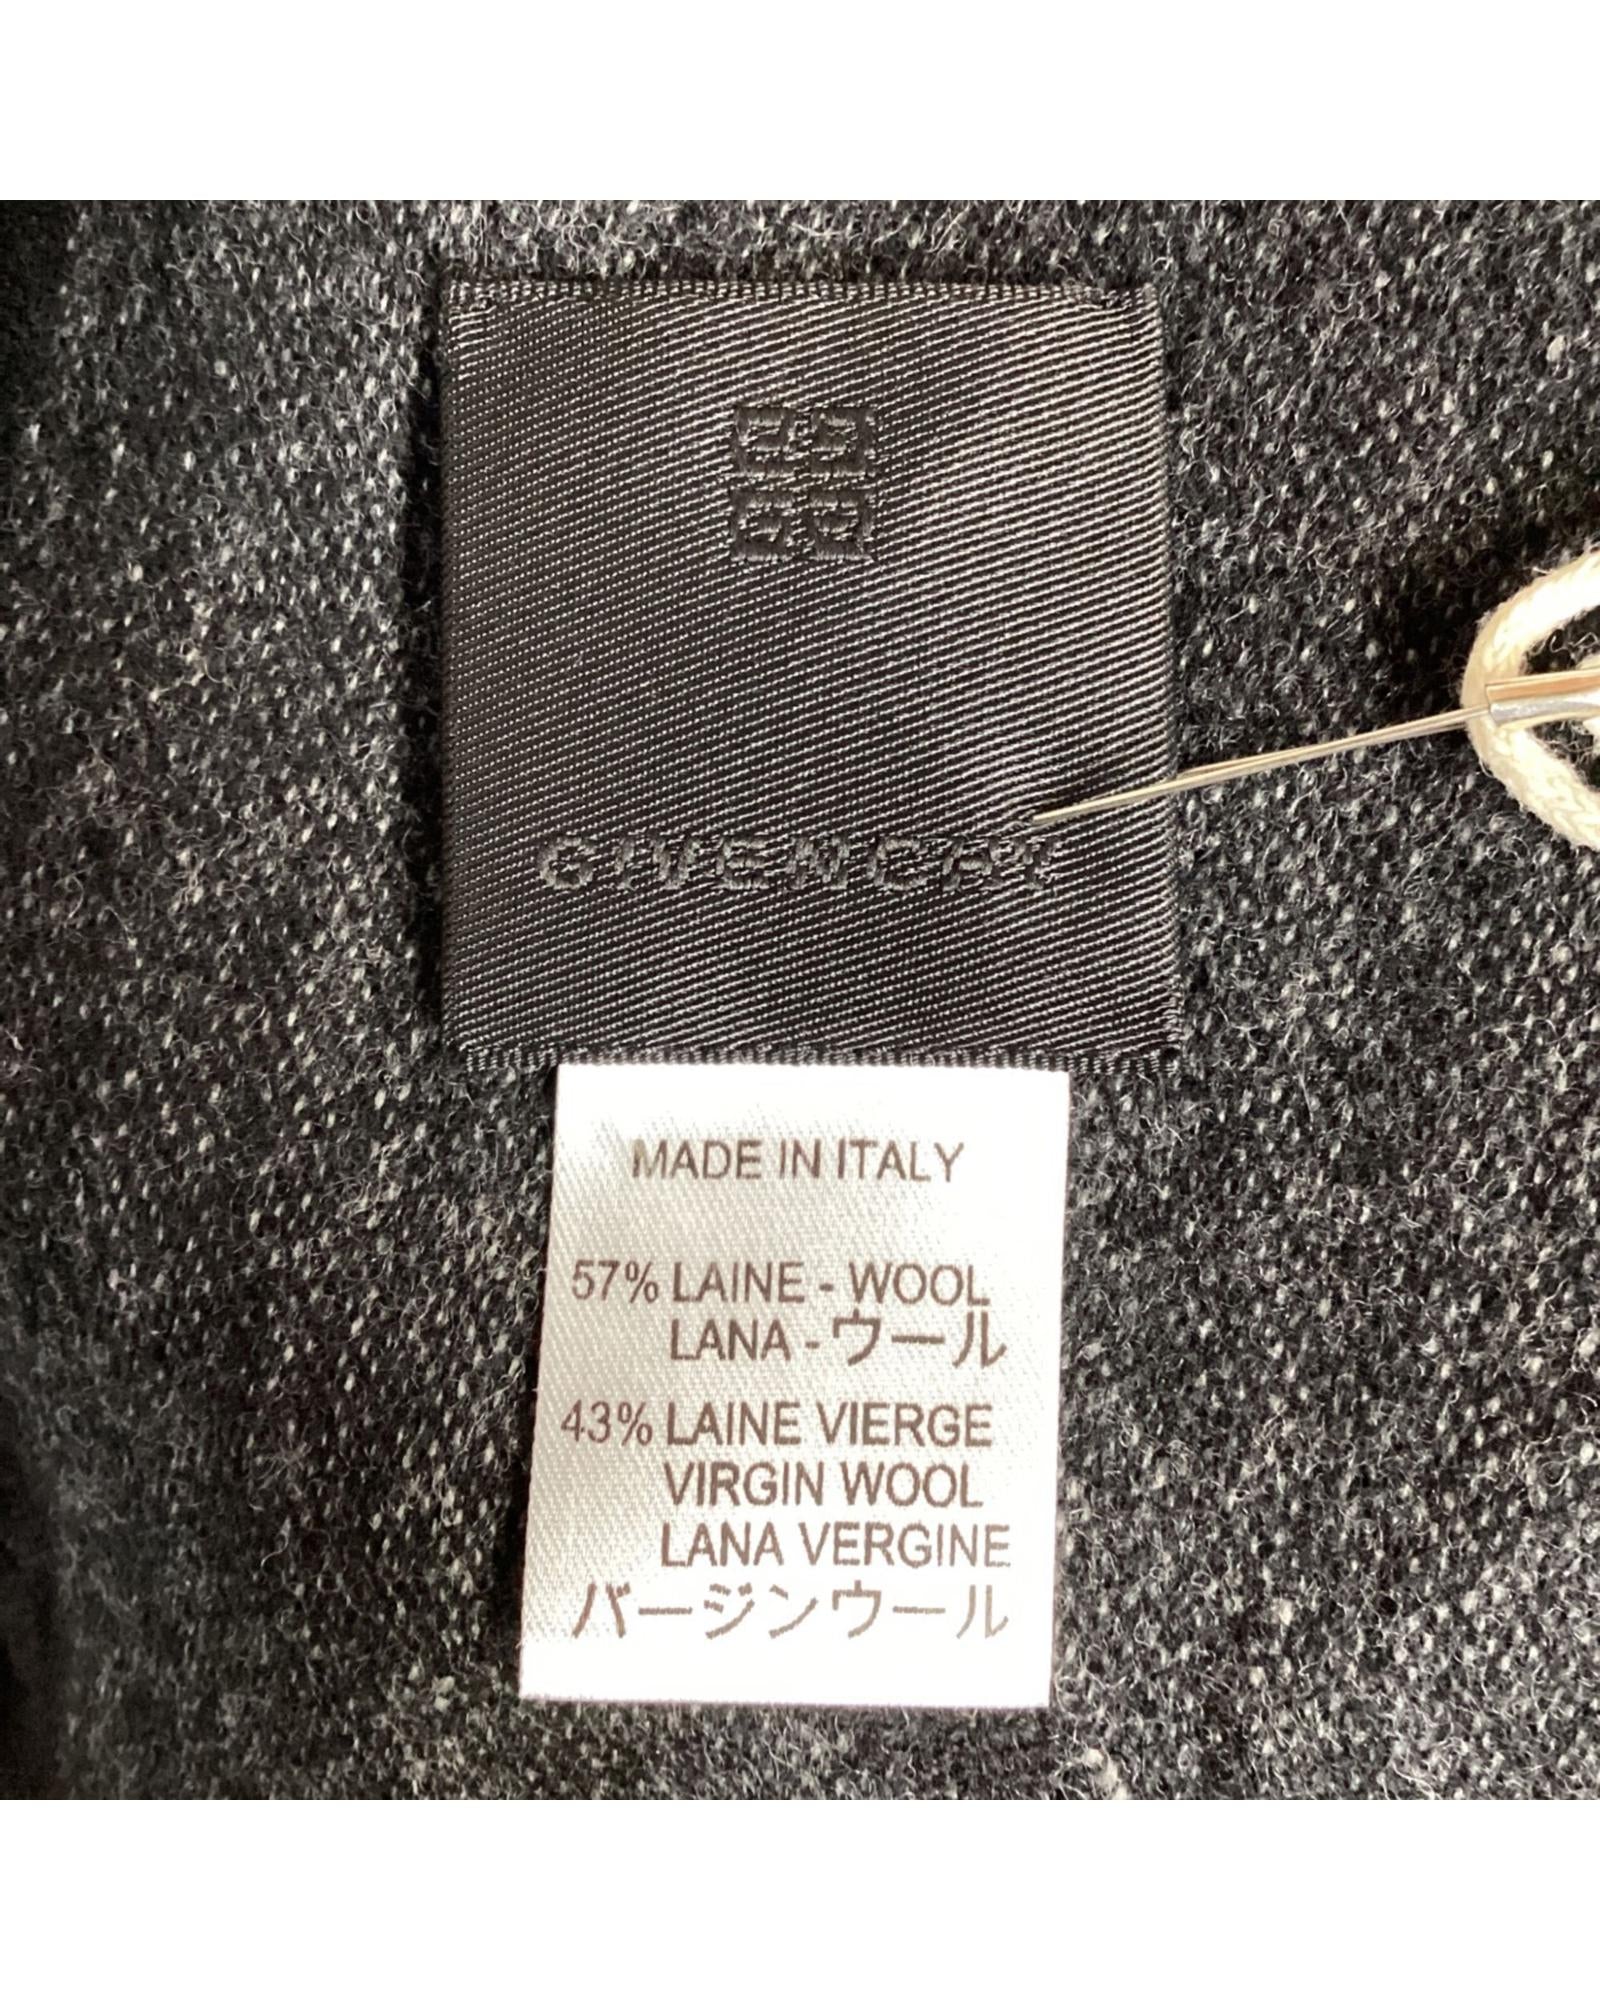 GIVENCHY
MADE IN ITALY
57% LAINE - WOOL
LANA - ウール
43% LAINE VIERGE
VIRGIN WOOL
LANA VERGINE
バージンウール